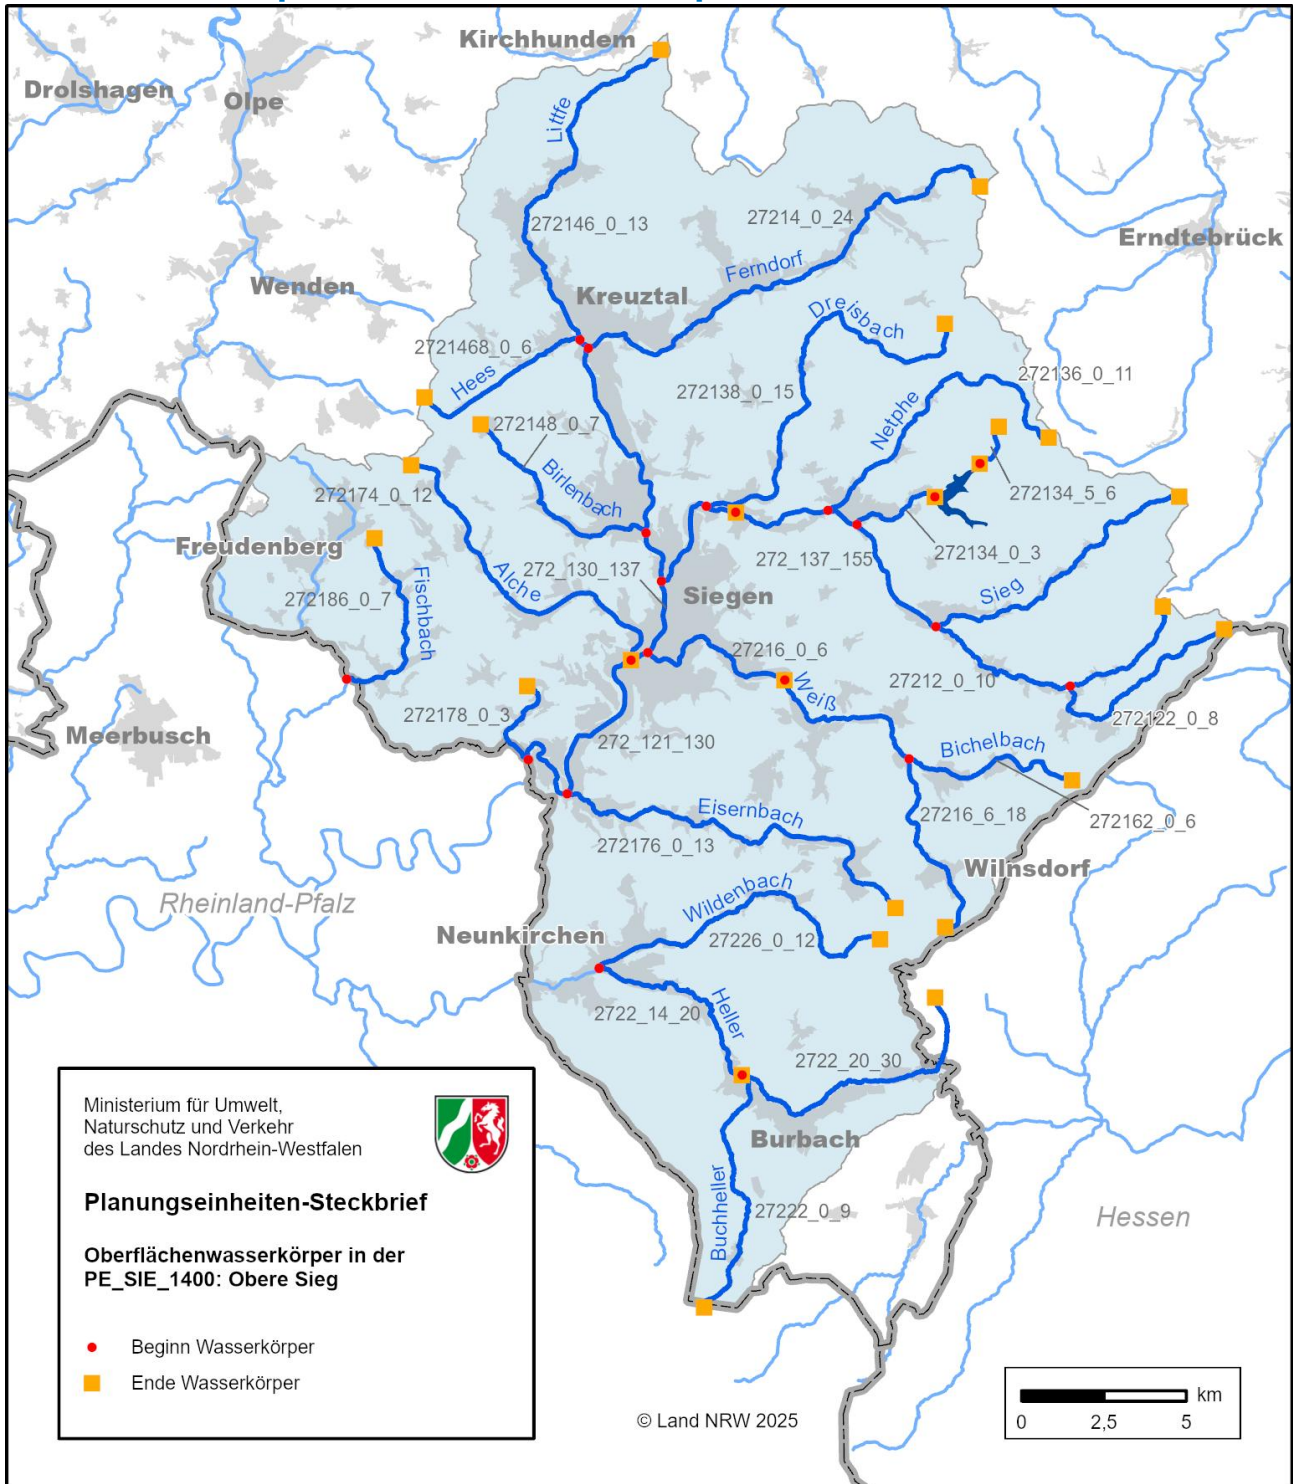 Kirchhundem
Drolshagen
Olpe
Littfe
272146_0_13
27214_0_24
Erndtebrück
Ferndorf
Wenden
Kreuztal
Dreisbach
2721468_0_6
Hees
272138_0_15
272136_0_11
Netphe
272148_0_7
Birlenbach
272174_0_12
272134_5_6
Freudenberg
272_137_155
272134_0_3
272_130_137
Alche
Fischbach
272186_0_7
Siegen
Sieg
27216_0_6
Weiß
27212_0_10
272178_0_3
272122_0_8
Meerbusch
272_121_130
Bichelbach
Eisernbach
27216_6_18
272162_0_6
272176_0_13
Wilnsdorf
Wildenbach
Rheinland-Pfalz
Neunkirchen
27226_0_12
Heller
2722_14_20
2722_20_30
Burbach
Buchheller
27222_0_9
Hessen
Ministerium für Umwelt,
Naturschutz und Verkehr
des Landes Nordrhein-Westfalen
Planungseinheiten-Steckbrief
Oberflächenwasserkörper in der
PE_SIE_1400: Obere Sieg
Beginn Wasserkörper
Ende Wasserkörper
© Land NRW 2025
km
0 2,5 5